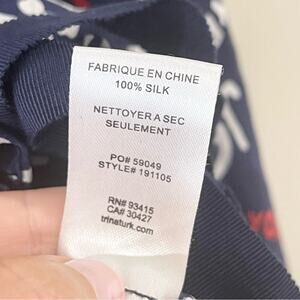 FABRIQUE EN CHINE
100% SILK
NETTOYER A SEC
SEULEMENT
PO# 59049
STYLE# 191105
RN# 93415
CA# 30427
trinaturk.com